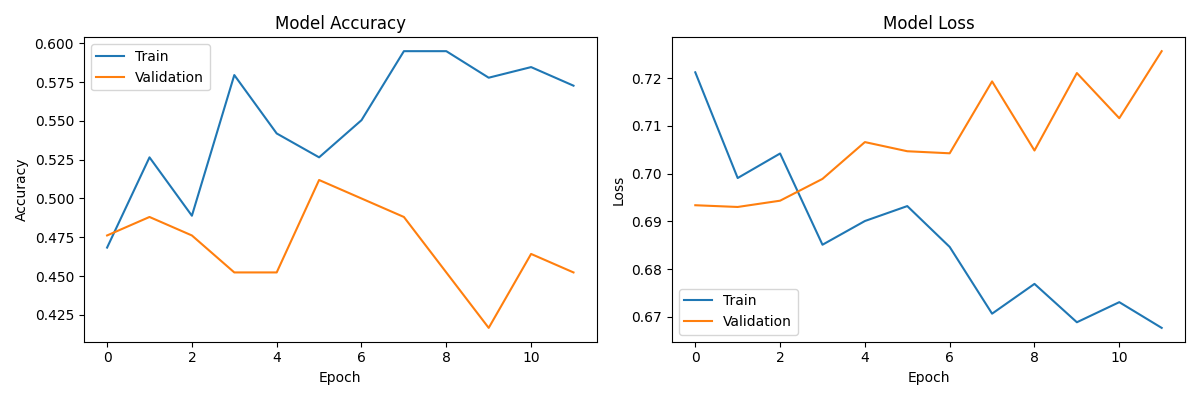 Model Accuracy
Train
Validation
0.600
0.575
0.550
0.525
0.500
0.475
0.450
0.425
Accuracy
0 2 4 6 8 10
Epoch
Model Loss
0.72
0.71
0.70
0.69
0.68
0.67
Loss
Train
Validation
0 2 4 6 8 10
Epoch